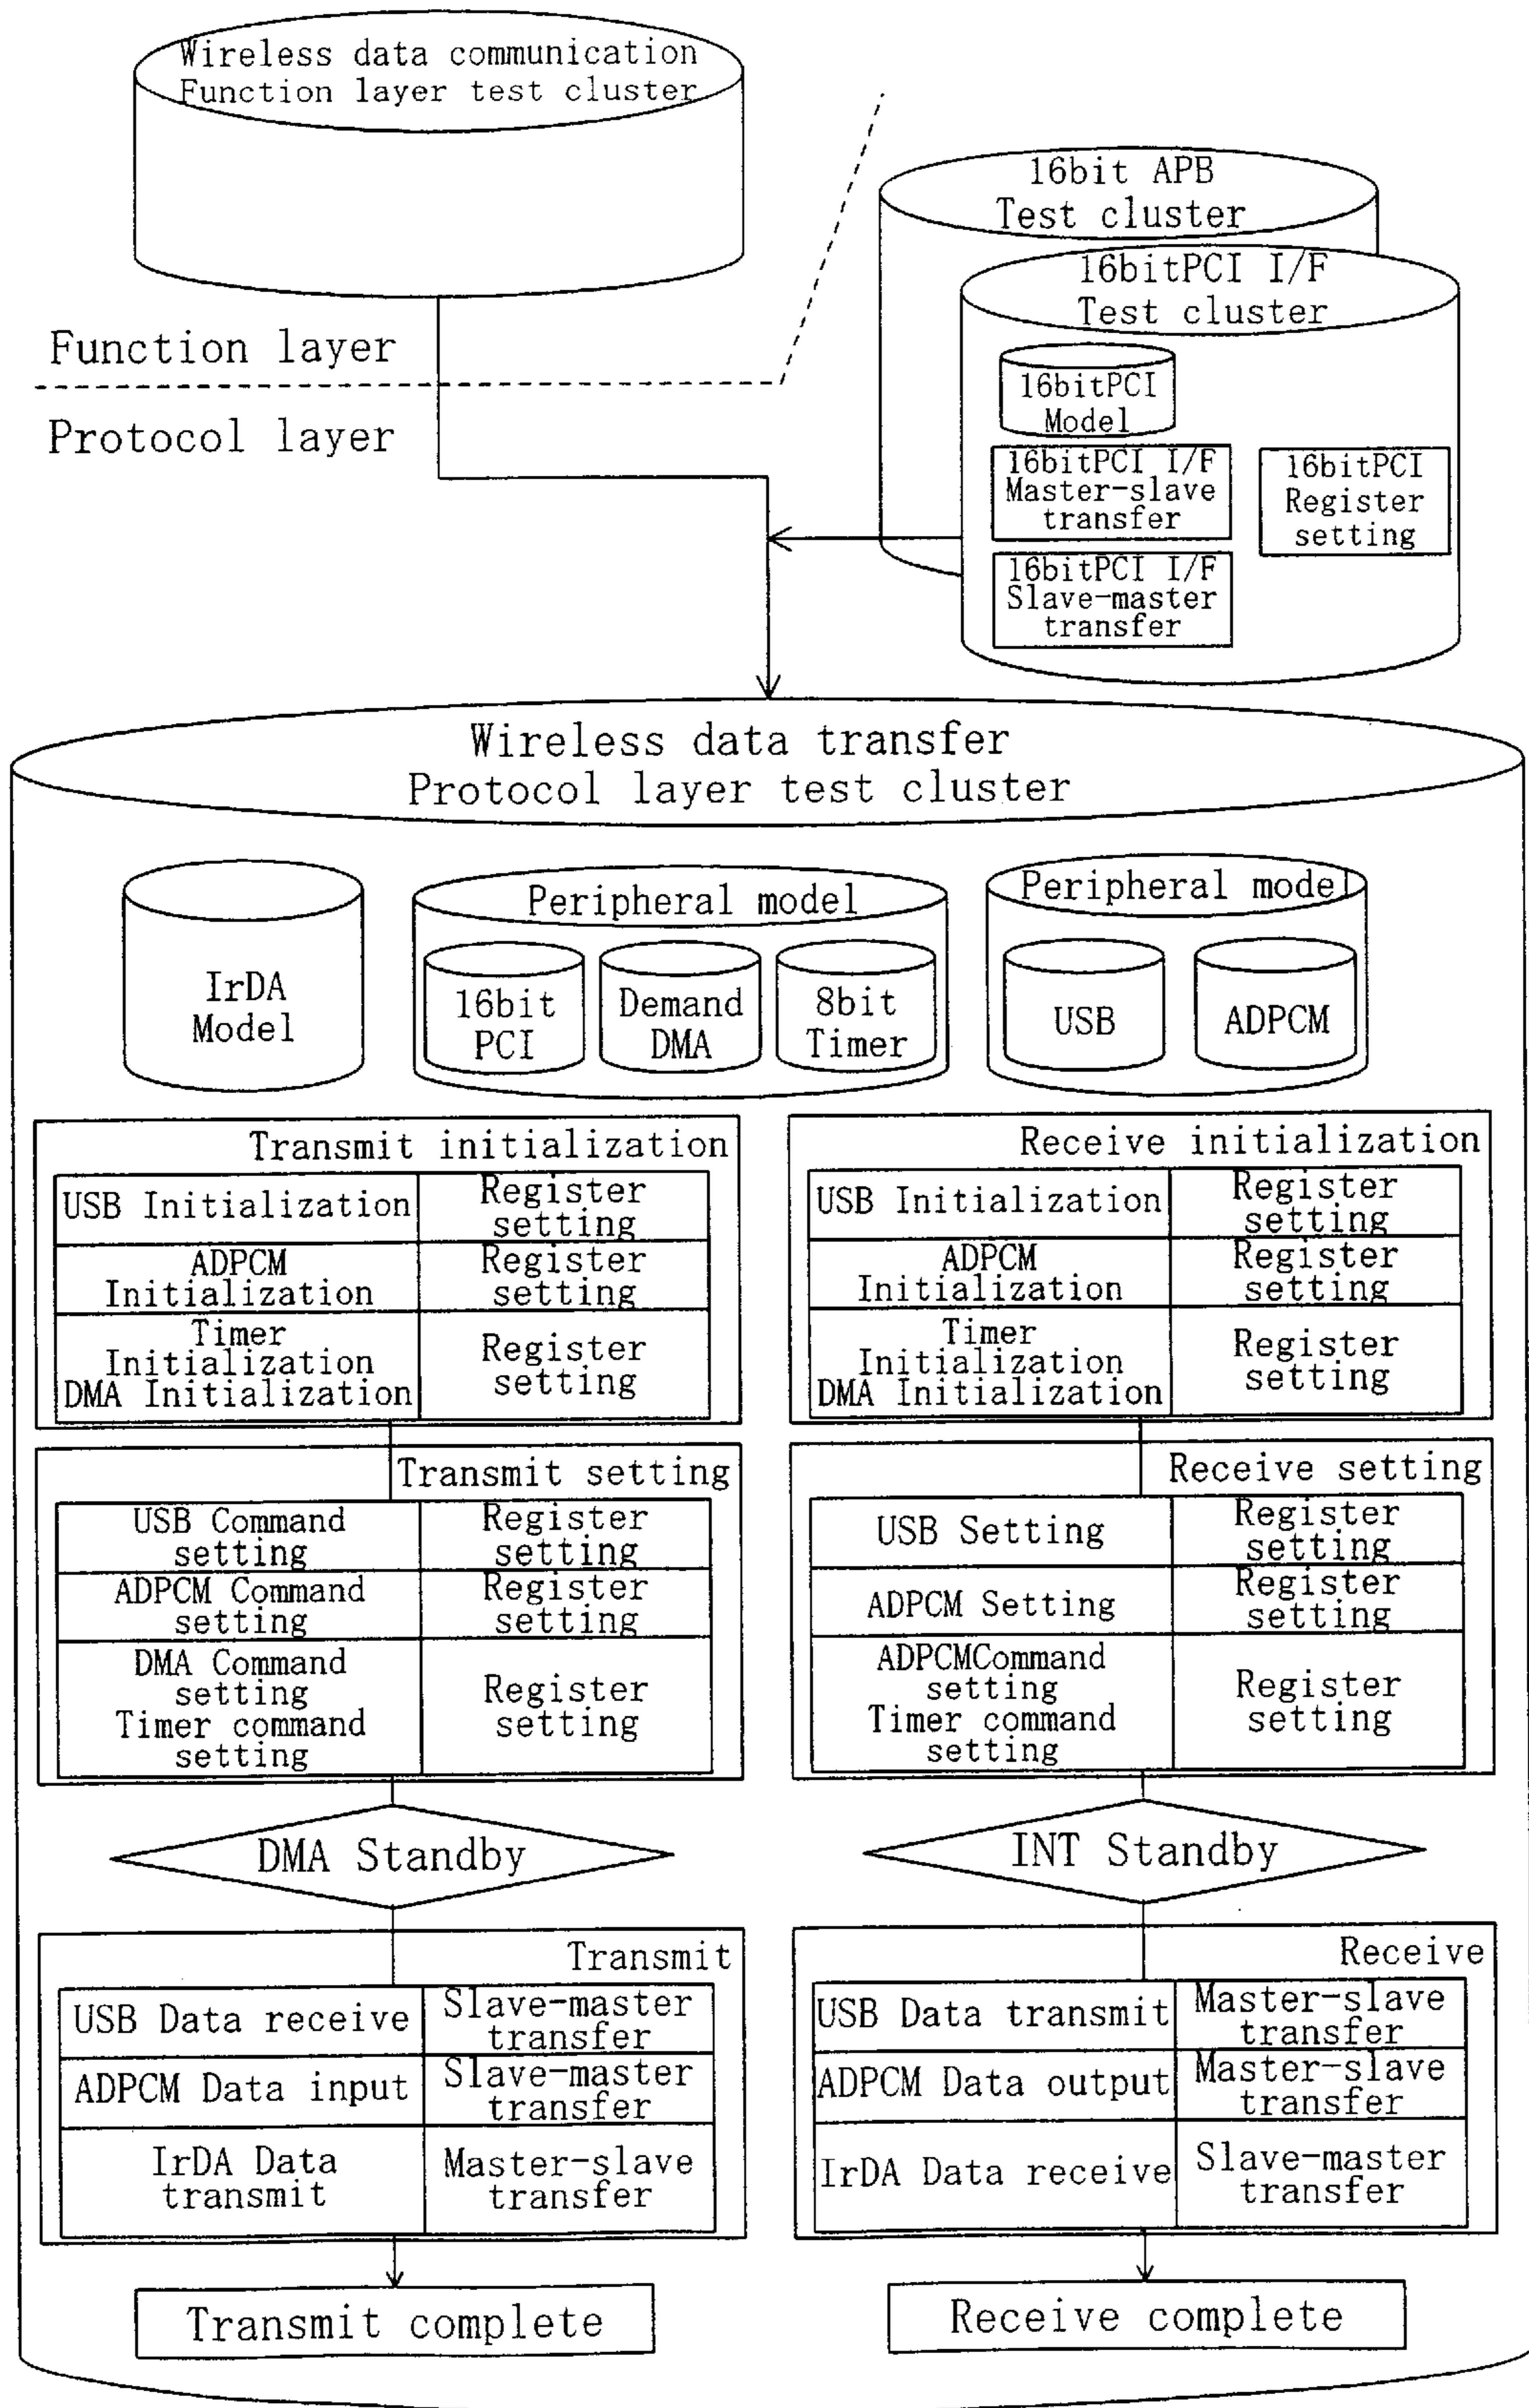 Wireless data communication
Function layer test cluster
16bit APB
Test cluster
16bitPCI I/F
Test cluster
16bitPCI
Model
16bitPCI I/F
Master-slave
transfer
16bitPCI
Register
setting
16bitPCI I/F
Slave-master
transfer
Function layer
Protocol layer
Wireless data transfer
Protocol layer test cluster
IrDA
Model
Peripheral model
16bit
PCI
Demand
DMA
8bit
Timer
Peripheral model
USB
ADPCM
Transmit initialization
USB Initialization
Register
setting
ADPCM
Initialization
Register
setting
Timer
Initialization
DMA Initialization
Register
setting
Transmit setting
USB Command
setting
Register
setting
ADPCM Command
setting
Register
setting
DMA Command
setting
Timer command
setting
Register
setting
DMA Standby
Transmit
USB Data receive
Slave-master
transfer
ADPCM Data input
Slave-master
transfer
IrDA Data
transmit
Master-slave
transfer
Transmit complete
Receive initialization
USB Initialization
Register
setting
ADPCM
Initialization
Register
setting
Timer
Initialization
DMA Initialization
Register
setting
Receive setting
USB Setting
Register
setting
ADPCM Setting
Register
setting
ADPCMCommand
setting
Timer command
setting
Register
setting
INT Standby
Receive
USB Data transmit
Master-slave
transfer
ADPCM Data output
Master-slave
transfer
IrDA Data receive
Slave-master
transfer
Receive complete